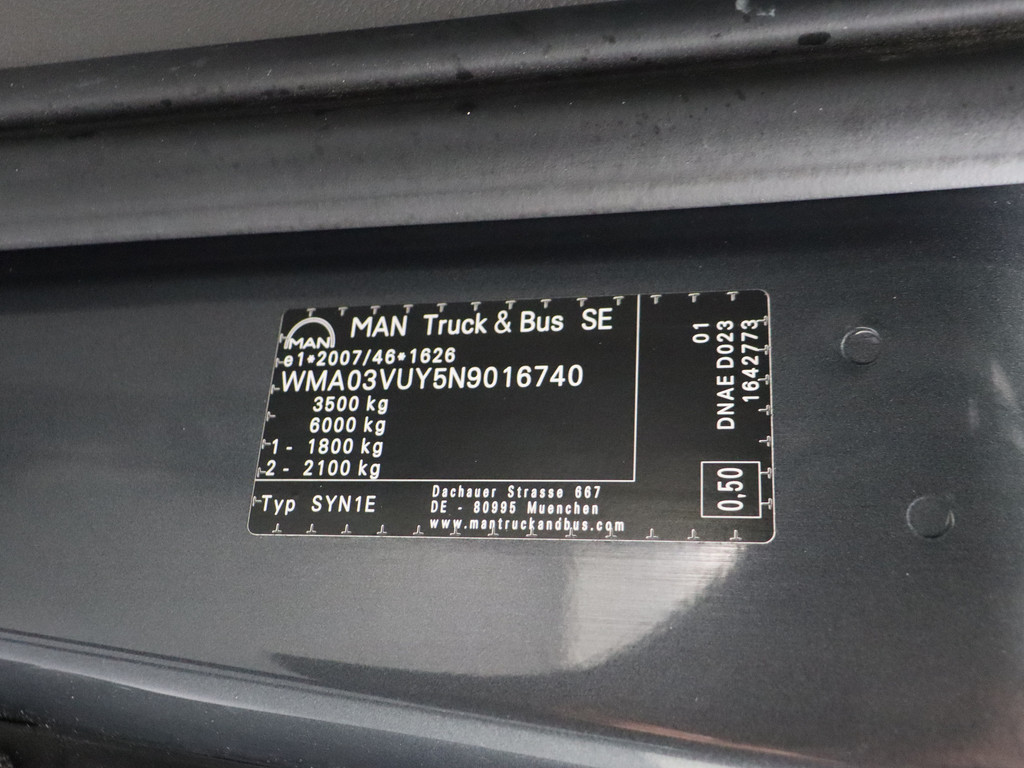 MAN
MAN Truck & Bus SE
e1*2007/46*1626
WMA03VUY5N9016740
3500 kg
6000 kg
1 - 1800 kg
2 - 2100 kg
Typ SYN1E
Dachauer Strasse 667
DE - 80995 Muenchen
www.mantruckandbus.com
01
DNAE D023
1642773
0,50